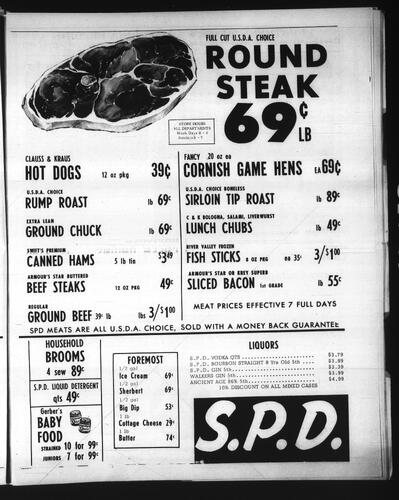 FULL CUT U.S.D.A. CHOICE
ROUND
STEAK
69¢
LB
STORE HOURS
ALL DEPARTMENTS
CLAUSS & KRAUS
HOT DOGS 12 oz pkg 39¢
U.S.D.A. CHOICE
RUMP ROAST lb 69¢
EXTRA LEAN
GROUND CHUCK lb 69¢
SWIFT'S PREMIUM
CANNED HAMS 5 lb tin $3.49
ARMOUR'S STAR BUTTERED
BEEF STEAKS 12 OZ PKG 49¢
REGULAR
GROUND BEEF 39¢ lb lbs 3/$1.00
FANCY 20 oz ea
CORNISH GAME HENS EA 69¢
U.S.D.A. CHOICE BONELESS
SIRLOIN TIP ROAST lb 89¢
C & K BOLOGNA, SALAMI, LIVERWURST
LUNCH CHUBS lb 49¢
RIVER VALLEY FROZEN
FISH STICKS 8 OZ PKG ea 35¢ 3/$1.00
ARMOUR'S STAR OR KREY SUPERB
SLICED BACON 1st GRADE lb 55¢
MEAT PRICES EFFECTIVE 7 FULL DAYS
SPD MEATS ARE ALL U.S.D.A. CHOICE, SOLD WITH A MONEY BACK GUARANTEE
HOUSEHOLD
BROOMS
4 sew 89¢
S.P.D. LIQUID DETERGENT
qts 49¢
Gerber's
BABY
FOOD
STRAINED 10 for 99¢
JUNIORS 7 for 99¢
FOREMOST
1/2 gal
Ice Cream 69¢
1/2 gal
Sherbert 69¢
1/2 gal
Big Dip 53¢
1 lb
Cottage Cheese 29¢
1 lb
Butter 74¢
LIQUORS
S.P.D. VODKA QTS $3.79
S.P.D. BOURBON STRAIGHT 8 Yrs Old 5th $3.89
S.P.D. GIN 5th $3.39
WALKERS GIN 5th $3.99
ANCIENT AGE 86% 5th $4.99
10% DISCOUNT ON ALL MIXED CASES
S.P.D.